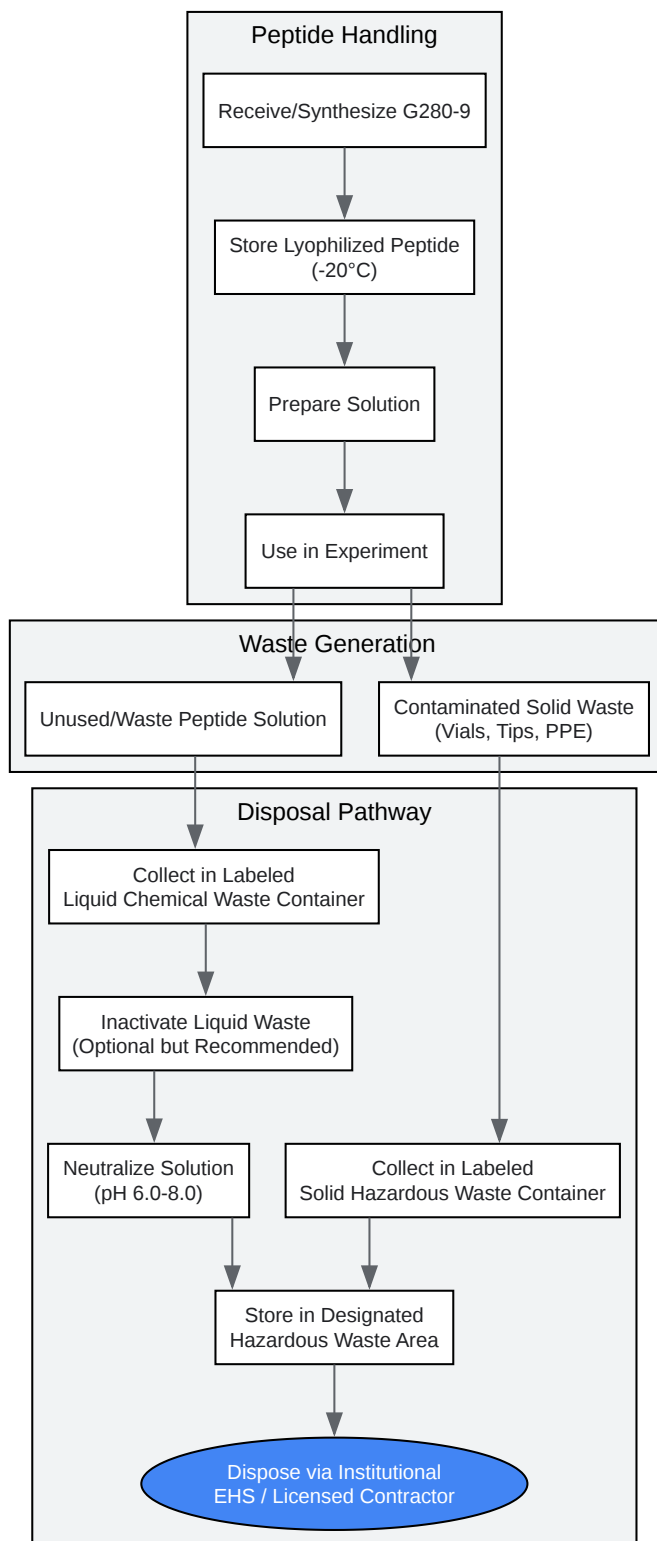 Peptide Handling
Receive/Synthesize G280-9
Store Lyophilized Peptide
(-20°C)
Prepare Solution
Use in Experiment
Waste Generation
Unused/Waste Peptide Solution
Contaminated Solid Waste
(Vials, Tips, PPE)
Disposal Pathway
Collect in Labeled
Liquid Chemical Waste Container
Inactivate Liquid Waste
(Optional but Recommended)
Neutralize Solution
(pH 6.0-8.0)
Collect in Labeled
Solid Hazardous Waste Container
Store in Designated
Hazardous Waste Area
Dispose via Institutional
EHS / Licensed Contractor